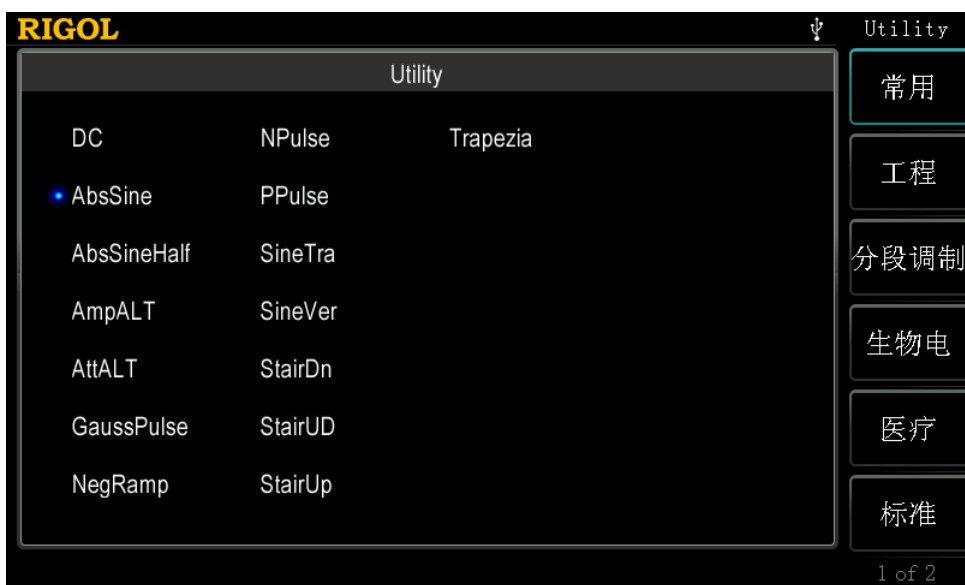 RIGOL
Utility
Utility
DC NPulse Trapezia
AbsSine PPulse
AbsSineHalf SineTra
AmpALT SineVer
AttALT StairDn
GaussPulse StairUD
NegRamp StairUp
常用
工程
分段调制
生物电
医疗
标准
1 of 2